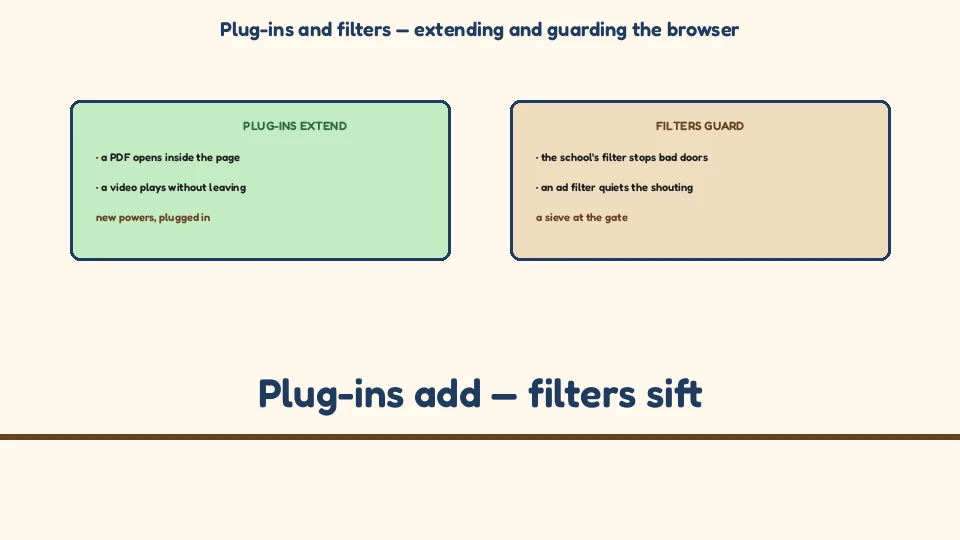 Plug-ins and filters — extending and guarding the browser
PLUG-INS EXTEND
· a PDF opens inside the page
· a video plays without leaving
new powers, plugged in
FILTERS GUARD
· the school's filter stops bad doors
· an ad filter quiets the shouting
a sieve at the gate
Plug-ins add — filters sift